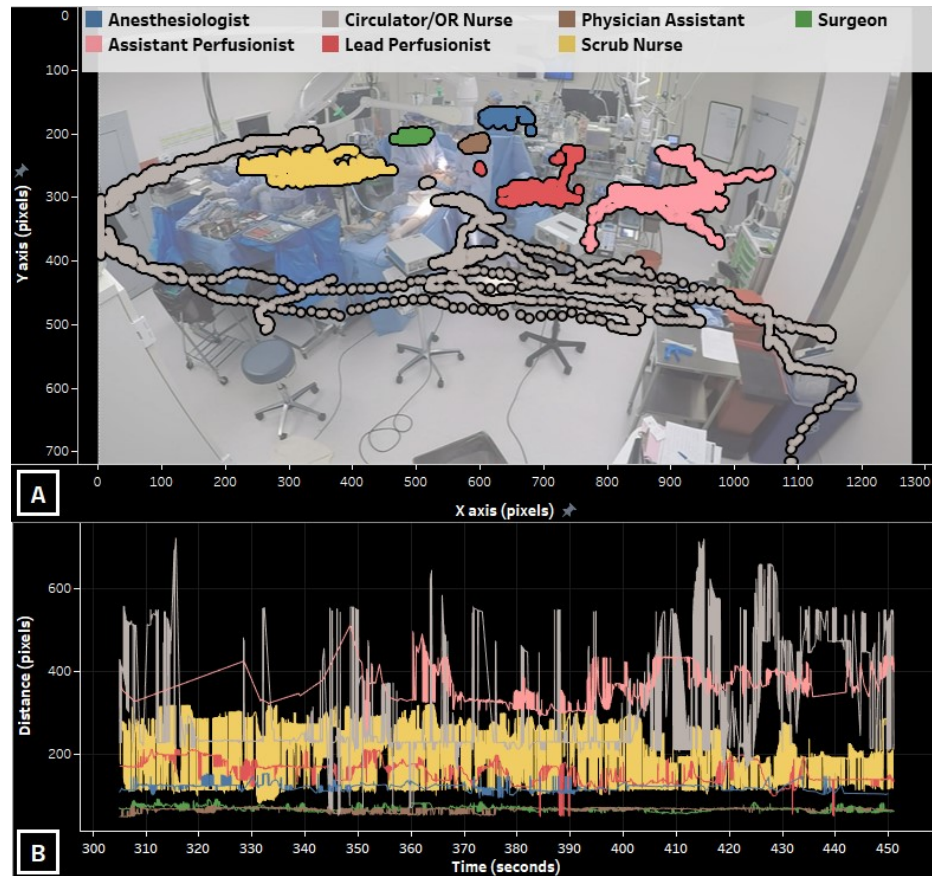 Anesthesiologist Circulator/OR Nurse Physician Assistant Surgeon
Assistant Perfusionist Lead Perfusionist Scrub Nurse
0
100
200
300
400
500
600
700
Y axis (pixels)
A
0 100 200 300 400 500 600 700 800 900 1000 1100 1200 1300
X axis (pixels)
600
400
200
Distance (pixels)
B
300 310 320 330 340 350 360 370 380 390 400 410 420 430 440 450
Time (seconds)